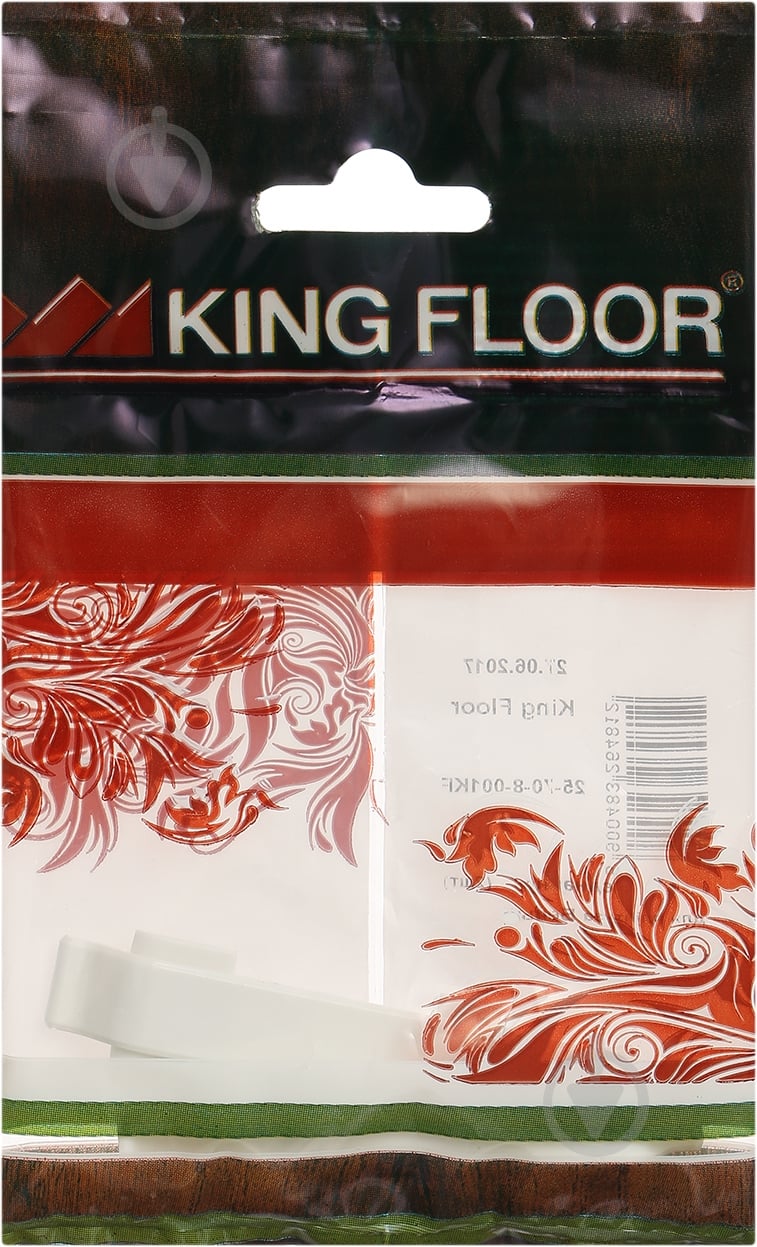 KING FLOOR®
27.06.2017
King Floor
25-70-8-001KF